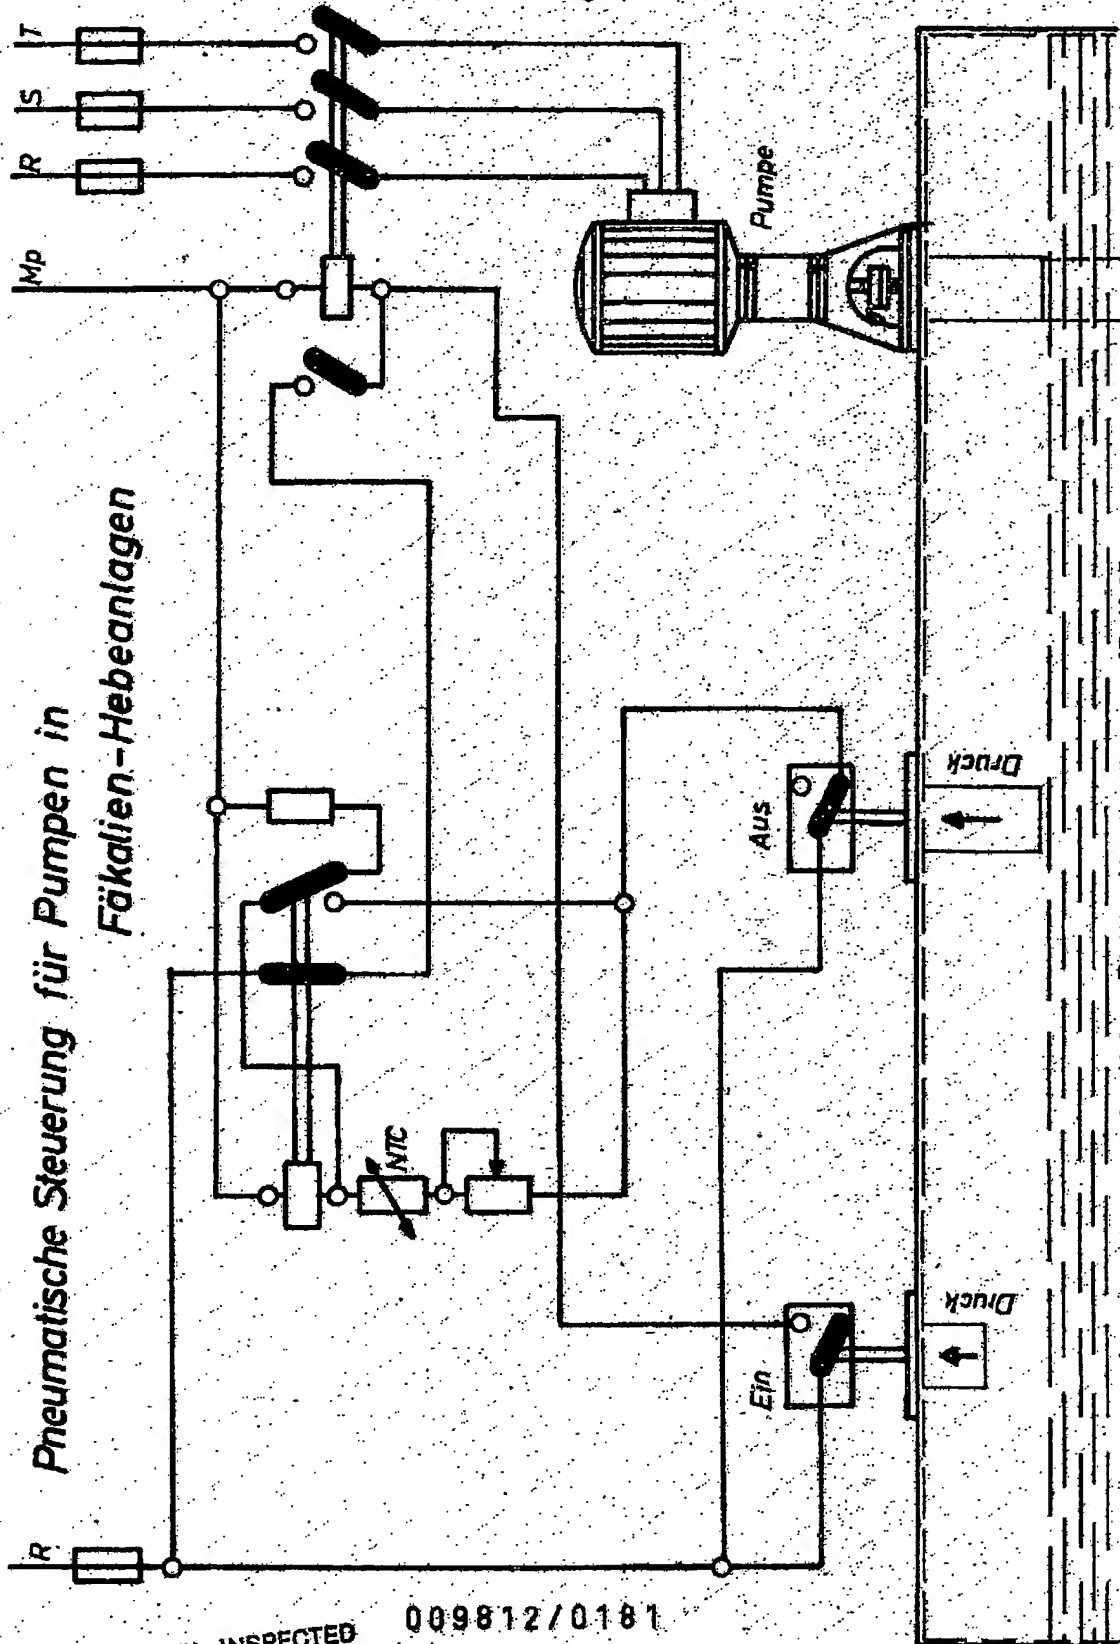 Pneumatische Steuerung für Pumpen in
Fäkalien-Hebeanlagen
R
Mp
R
S
T
NTC
Pumpe
Ein
Aus
Druck
Druck
INSPECTED
009812/0181